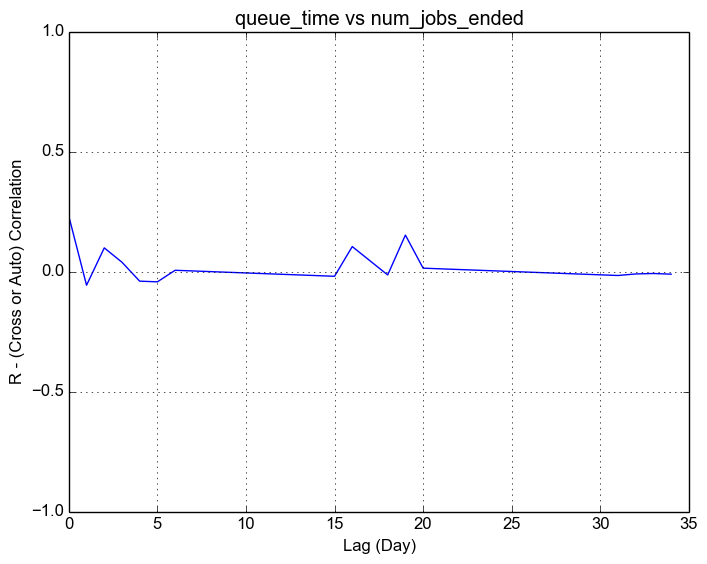 queue_time vs num_jobs_ended
1.0
0.5
0.0
−0.5
−1.0
R - (Cross or Auto) Correlation
0 5 10 15 20 25 30 35
Lag (Day)